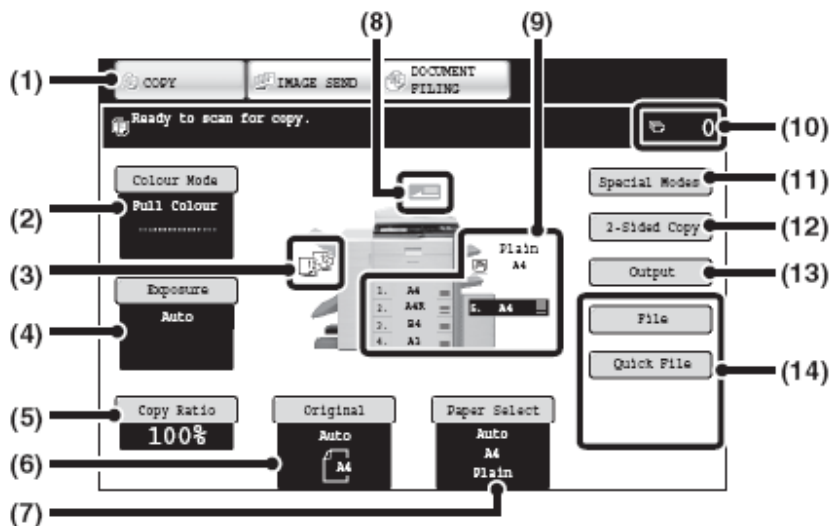 (8)
(9)
(1)
COPY
IMAGE SEND
DOCUMENT
FILING
Ready to scan for copy.
0
(10)
Colour Mode
Full Colour
(2)
Special Modes
(11)
2-Sided Copy
(12)
Plain
A4
(3)
Output
(13)
Exposure
Auto
(4)
1. A4
2. A4R
3. B4
4. A3
5. A4
File
Quick File
(14)
(5)
Copy Ratio
100%
Original
Auto
A4
(6)
Paper Select
Auto
A4
Plain
(7)